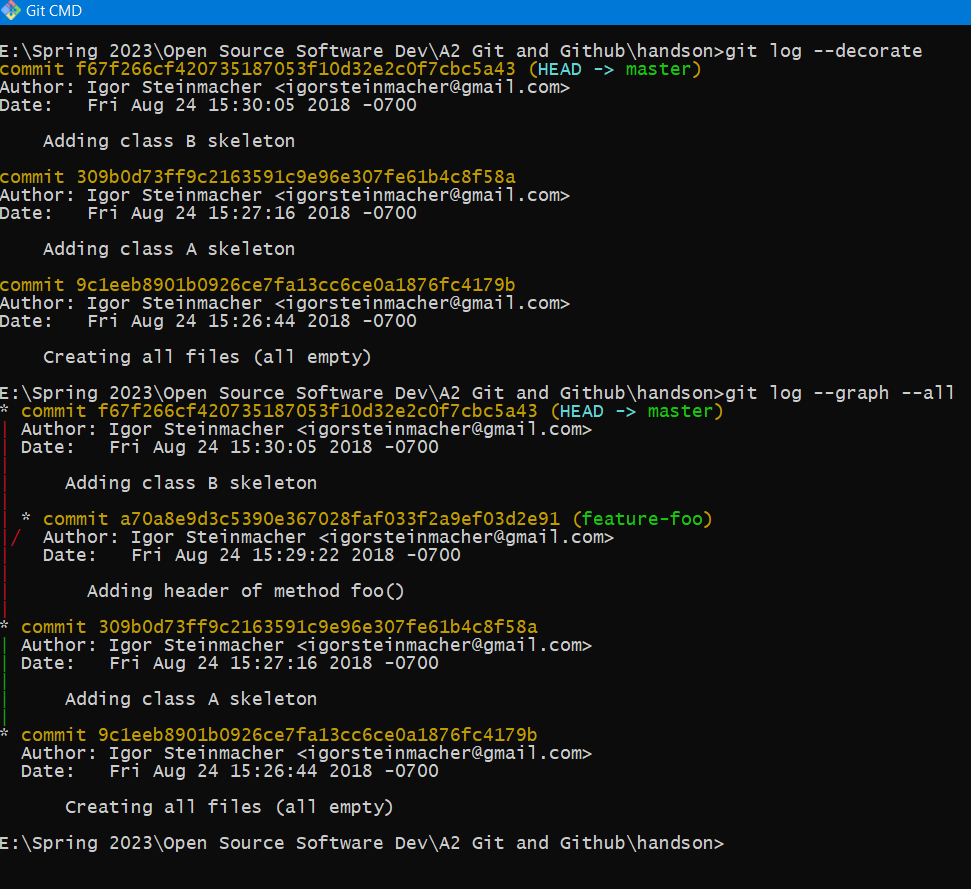 Git CMD
E:\Spring 2023\Open Source Software Dev\A2 Git and Github\handson>git log --decorate
commit f67f266cf420735187053f10d32e2c0f7cbc5a43 (HEAD -> master)
Author: Igor Steinmacher <igorsteinmacher@gmail.com>
Date:   Fri Aug 24 15:30:05 2018 -0700
    Adding class B skeleton
commit 309b0d73ff9c2163591c9e96e307fe61b4c8f58a
Author: Igor Steinmacher <igorsteinmacher@gmail.com>
Date:   Fri Aug 24 15:27:16 2018 -0700
    Adding class A skeleton
commit 9c1eeb8901b0926ce7fa13cc6ce0a1876fc4179b
Author: Igor Steinmacher <igorsteinmacher@gmail.com>
Date:   Fri Aug 24 15:26:44 2018 -0700
    Creating all files (all empty)
E:\Spring 2023\Open Source Software Dev\A2 Git and Github\handson>git log --graph --all
* commit f67f266cf420735187053f10d32e2c0f7cbc5a43 (HEAD -> master)
| Author: Igor Steinmacher <igorsteinmacher@gmail.com>
| Date:   Fri Aug 24 15:30:05 2018 -0700
|
|     Adding class B skeleton
|
| * commit a70a8e9d3c5390e367028faf033f2a9ef03d2e91 (feature-foo)
|/  Author: Igor Steinmacher <igorsteinmacher@gmail.com>
|   Date:   Fri Aug 24 15:29:22 2018 -0700
|
|       Adding header of method foo()
|
* commit 309b0d73ff9c2163591c9e96e307fe61b4c8f58a
| Author: Igor Steinmacher <igorsteinmacher@gmail.com>
| Date:   Fri Aug 24 15:27:16 2018 -0700
|
|     Adding class A skeleton
|
* commit 9c1eeb8901b0926ce7fa13cc6ce0a1876fc4179b
  Author: Igor Steinmacher <igorsteinmacher@gmail.com>
  Date:   Fri Aug 24 15:26:44 2018 -0700
      Creating all files (all empty)
E:\Spring 2023\Open Source Software Dev\A2 Git and Github\handson>